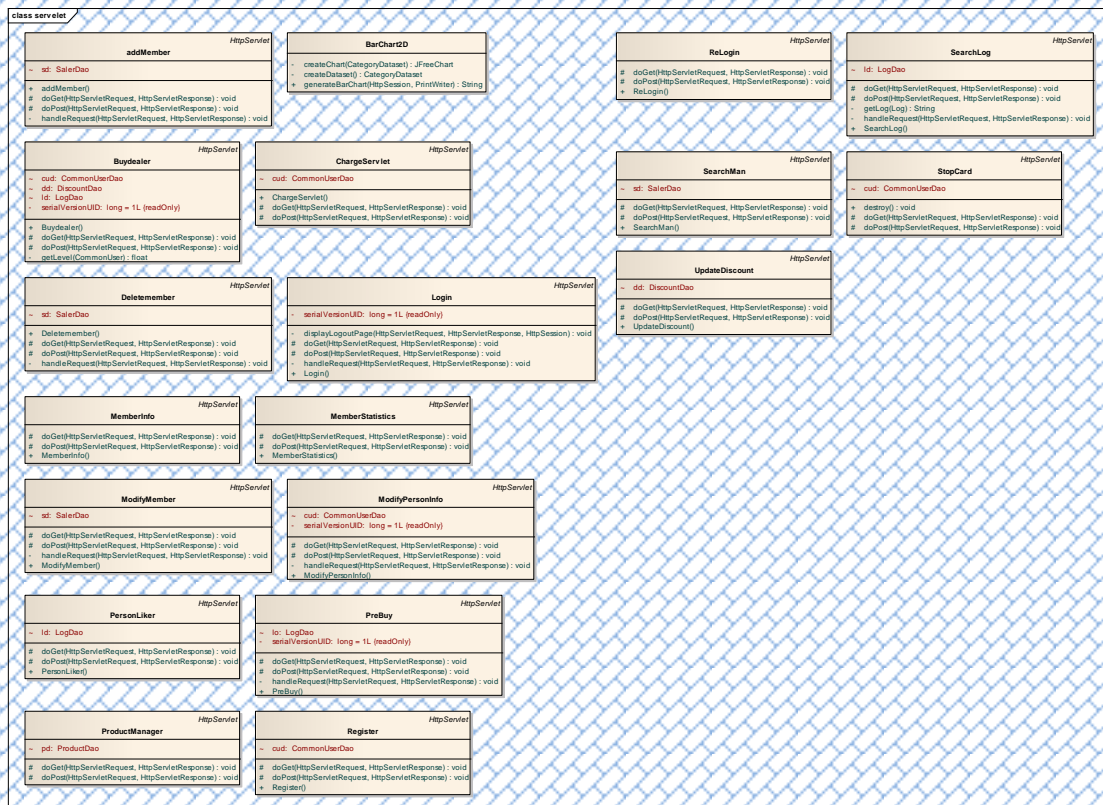 class servelet
HttpServlet
addMember
~ sd: SalerDao
+ addMember()
# doGet(HttpServletRequest, HttpServletResponse) : void
# doPost(HttpServletRequest, HttpServletResponse) : void
- handleRequest(HttpServletRequest, HttpServletResponse) : void
BarChart2D
- createChart(CategoryDataset) : JFreeChart
- createDataset() : CategoryDataset
+ generateBarChart(HttpSession, PrintWriter) : String
HttpServlet
ReLogin
# doGet(HttpServletRequest, HttpServletResponse) : void
# doPost(HttpServletRequest, HttpServletResponse) : void
+ ReLogin()
HttpServlet
SearchLog
~ ld: LogDao
# doGet(HttpServletRequest, HttpServletResponse) : void
# doPost(HttpServletRequest, HttpServletResponse) : void
- getLog(Log) : String
- handleRequest(HttpServletRequest, HttpServletResponse) : void
+ SearchLog()
HttpServlet
Buydealer
~ cud: CommonUserDao
~ dd: DiscountDao
~ ld: LogDao
- serialVersionUID: long = 1L (readOnly)
+ Buydealer()
# doGet(HttpServletRequest, HttpServletResponse) : void
# doPost(HttpServletRequest, HttpServletResponse) : void
- getLevel(CommonUser) : float
HttpServlet
ChargeServlet
~ cud: CommonUserDao
+ ChargeServlet()
# doGet(HttpServletRequest, HttpServletResponse) : void
# doPost(HttpServletRequest, HttpServletResponse) : void
HttpServlet
SearchMan
~ sd: SalerDao
# doGet(HttpServletRequest, HttpServletResponse) : void
# doPost(HttpServletRequest, HttpServletResponse) : void
+ SearchMan()
HttpServlet
StopCard
~ cud: CommonUserDao
+ destroy() : void
# doGet(HttpServletRequest, HttpServletResponse) : void
# doPost(HttpServletRequest, HttpServletResponse) : void
HttpServlet
UpdateDiscount
~ dd: DiscountDao
# doGet(HttpServletRequest, HttpServletResponse) : void
# doPost(HttpServletRequest, HttpServletResponse) : void
+ UpdateDiscount()
HttpServlet
Deletemember
~ sd: SalerDao
+ Deletemember()
# doGet(HttpServletRequest, HttpServletResponse) : void
# doPost(HttpServletRequest, HttpServletResponse) : void
- handleRequest(HttpServletRequest, HttpServletResponse) : void
HttpServlet
Login
- serialVersionUID: long = 1L (readOnly)
- displayLogoutPage(HttpServletRequest, HttpServletResponse, HttpSession) : void
# doGet(HttpServletRequest, HttpServletResponse) : void
# doPost(HttpServletRequest, HttpServletResponse) : void
- handleRequest(HttpServletRequest, HttpServletResponse) : void
+ Login()
HttpServlet
MemberInfo
# doGet(HttpServletRequest, HttpServletResponse) : void
# doPost(HttpServletRequest, HttpServletResponse) : void
+ MemberInfo()
HttpServlet
MemberStatistics
# doGet(HttpServletRequest, HttpServletResponse) : void
# doPost(HttpServletRequest, HttpServletResponse) : void
+ MemberStatistics()
HttpServlet
ModifyMember
~ sd: SalerDao
# doGet(HttpServletRequest, HttpServletResponse) : void
# doPost(HttpServletRequest, HttpServletResponse) : void
- handleRequest(HttpServletRequest, HttpServletResponse) : void
+ ModifyMember()
HttpServlet
ModifyPersonInfo
~ cud: CommonUserDao
- serialVersionUID: long = 1L (readOnly)
# doGet(HttpServletRequest, HttpServletResponse) : void
# doPost(HttpServletRequest, HttpServletResponse) : void
- handleRequest(HttpServletRequest, HttpServletResponse) : void
+ ModifyPersonInfo()
HttpServlet
PersonLiker
~ ld: LogDao
# doGet(HttpServletRequest, HttpServletResponse) : void
# doPost(HttpServletRequest, HttpServletResponse) : void
+ PersonLiker()
HttpServlet
PreBuy
~ lo: LogDao
- serialVersionUID: long = 1L (readOnly)
# doGet(HttpServletRequest, HttpServletResponse) : void
# doPost(HttpServletRequest, HttpServletResponse) : void
- handleRequest(HttpServletRequest, HttpServletResponse) : void
+ PreBuy()
HttpServlet
ProductManager
~ pd: ProductDao
# doGet(HttpServletRequest, HttpServletResponse) : void
# doPost(HttpServletRequest, HttpServletResponse) : void
HttpServlet
Register
~ cud: CommonUserDao
# doGet(HttpServletRequest, HttpServletResponse) : void
# doPost(HttpServletRequest, HttpServletResponse) : void
+ Register()